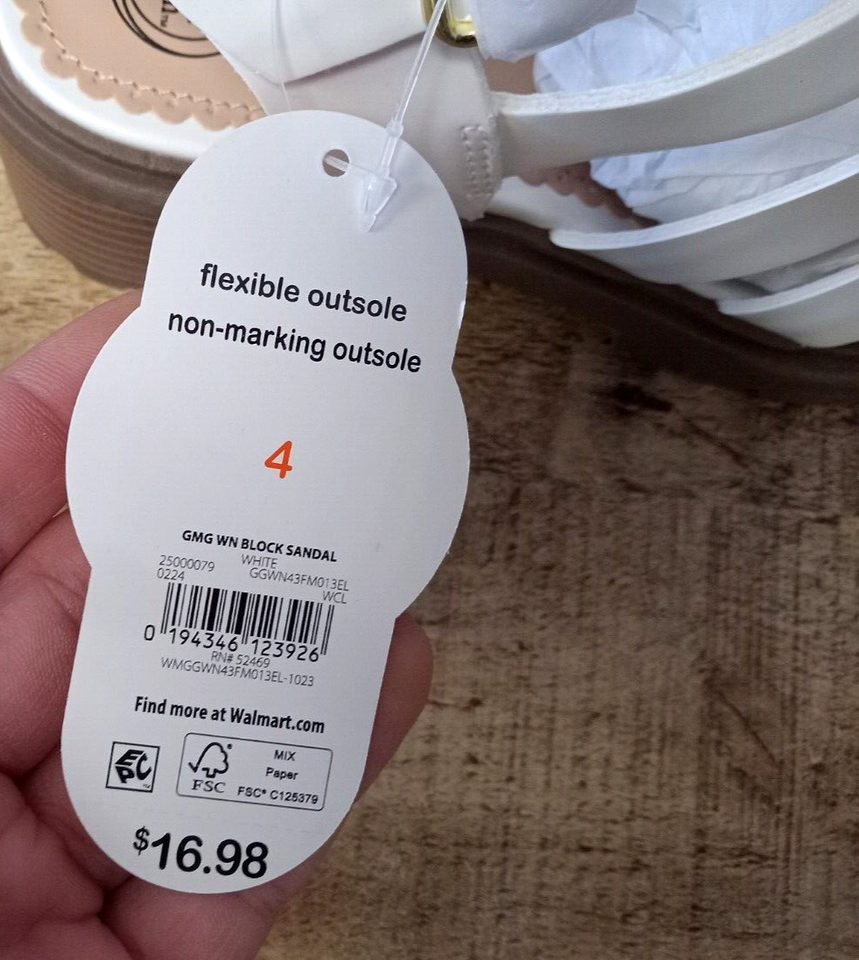 flexible outsole
non-marking outsole
4
GMG WN BLOCK SANDAL
WHITE
25000079 GGWN43FM013EL
0224 WCL
0 194346 123926
RN# 52469
WMGGWN43FM013EL-1023
Find more at Walmart.com
EPC
FSC
MIX
Paper
FSC® C125379
$16.98